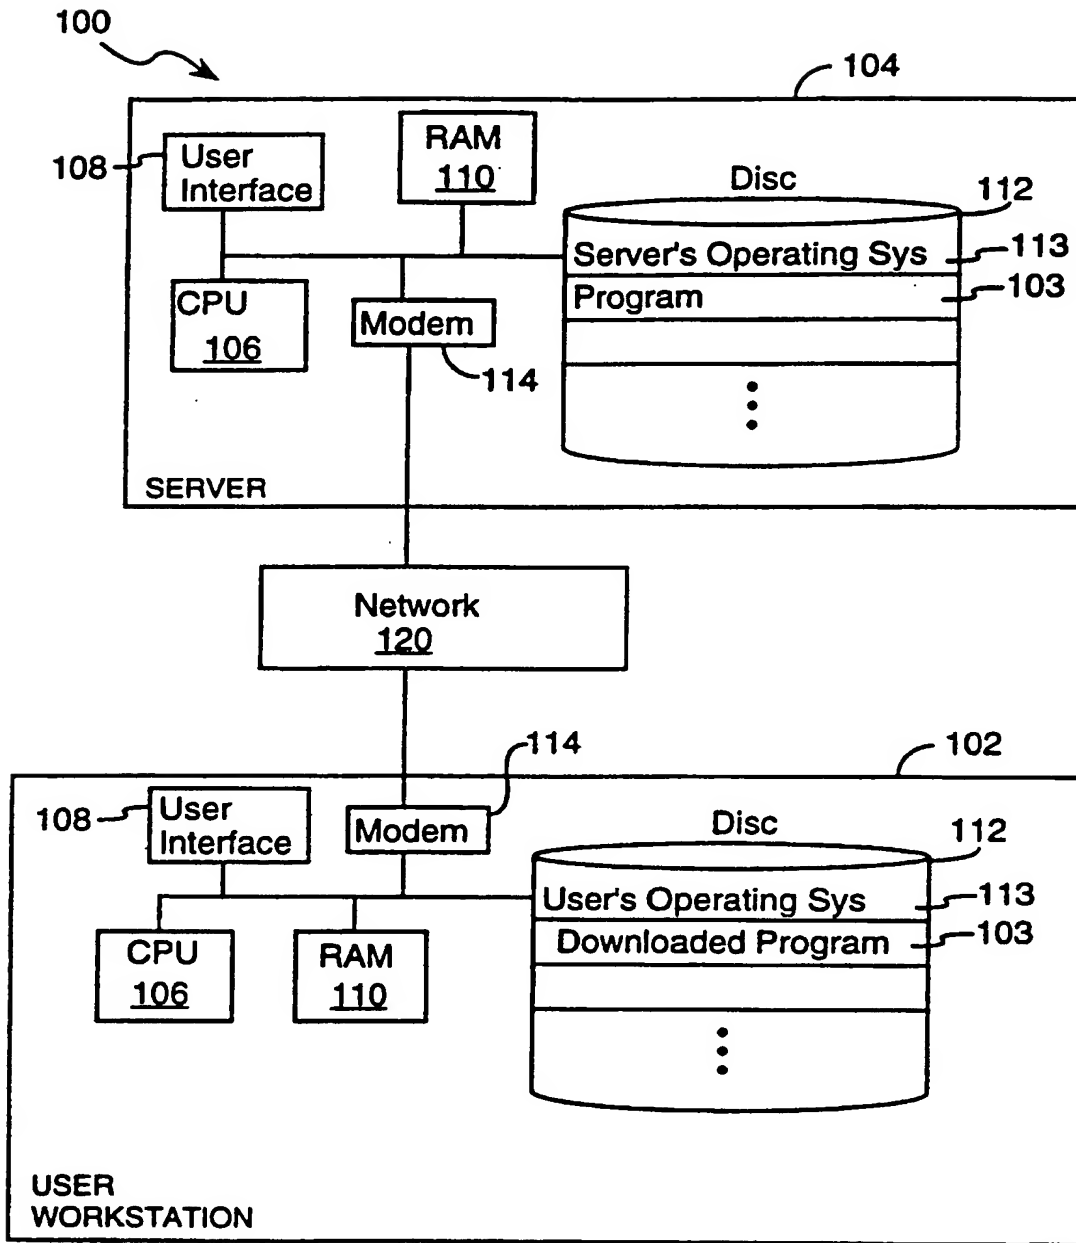 100
104
108
User
Interface
RAM
110
Disc
112
Server's Operating Sys
113
Program
103
CPU
106
Modem
114
SERVER
Network
120
114
102
108
User
Interface
Modem
Disc
112
User's Operating Sys
113
Downloaded Program
103
CPU
106
RAM
110
USER
WORKSTATION